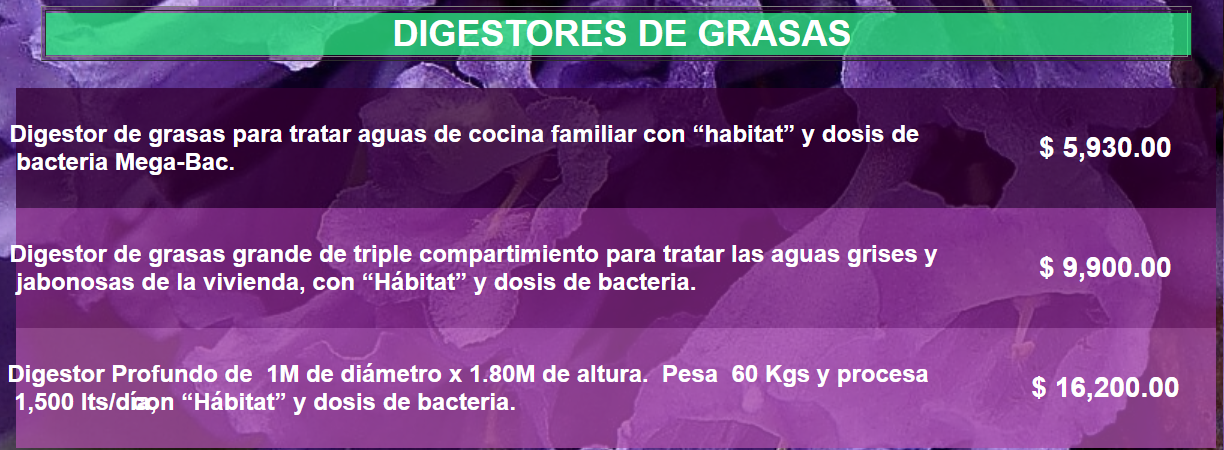 DIGESTORES DE GRASAS
Digestor de grasas para tratar aguas de cocina familiar con “habitat” y dosis de
bacteria Mega-Bac.
$ 5,930.00
Digestor de grasas grande de triple compartimiento para tratar las aguas grises y
jabonosas de la vivienda, con “Hábitat” y dosis de bacteria.
$ 9,900.00
Digestor Profundo de 1M de diámetro x 1.80M de altura. Pesa 60 Kgs y procesa
1,500 lts/día, con “Hábitat” y dosis de bacteria.
$ 16,200.00